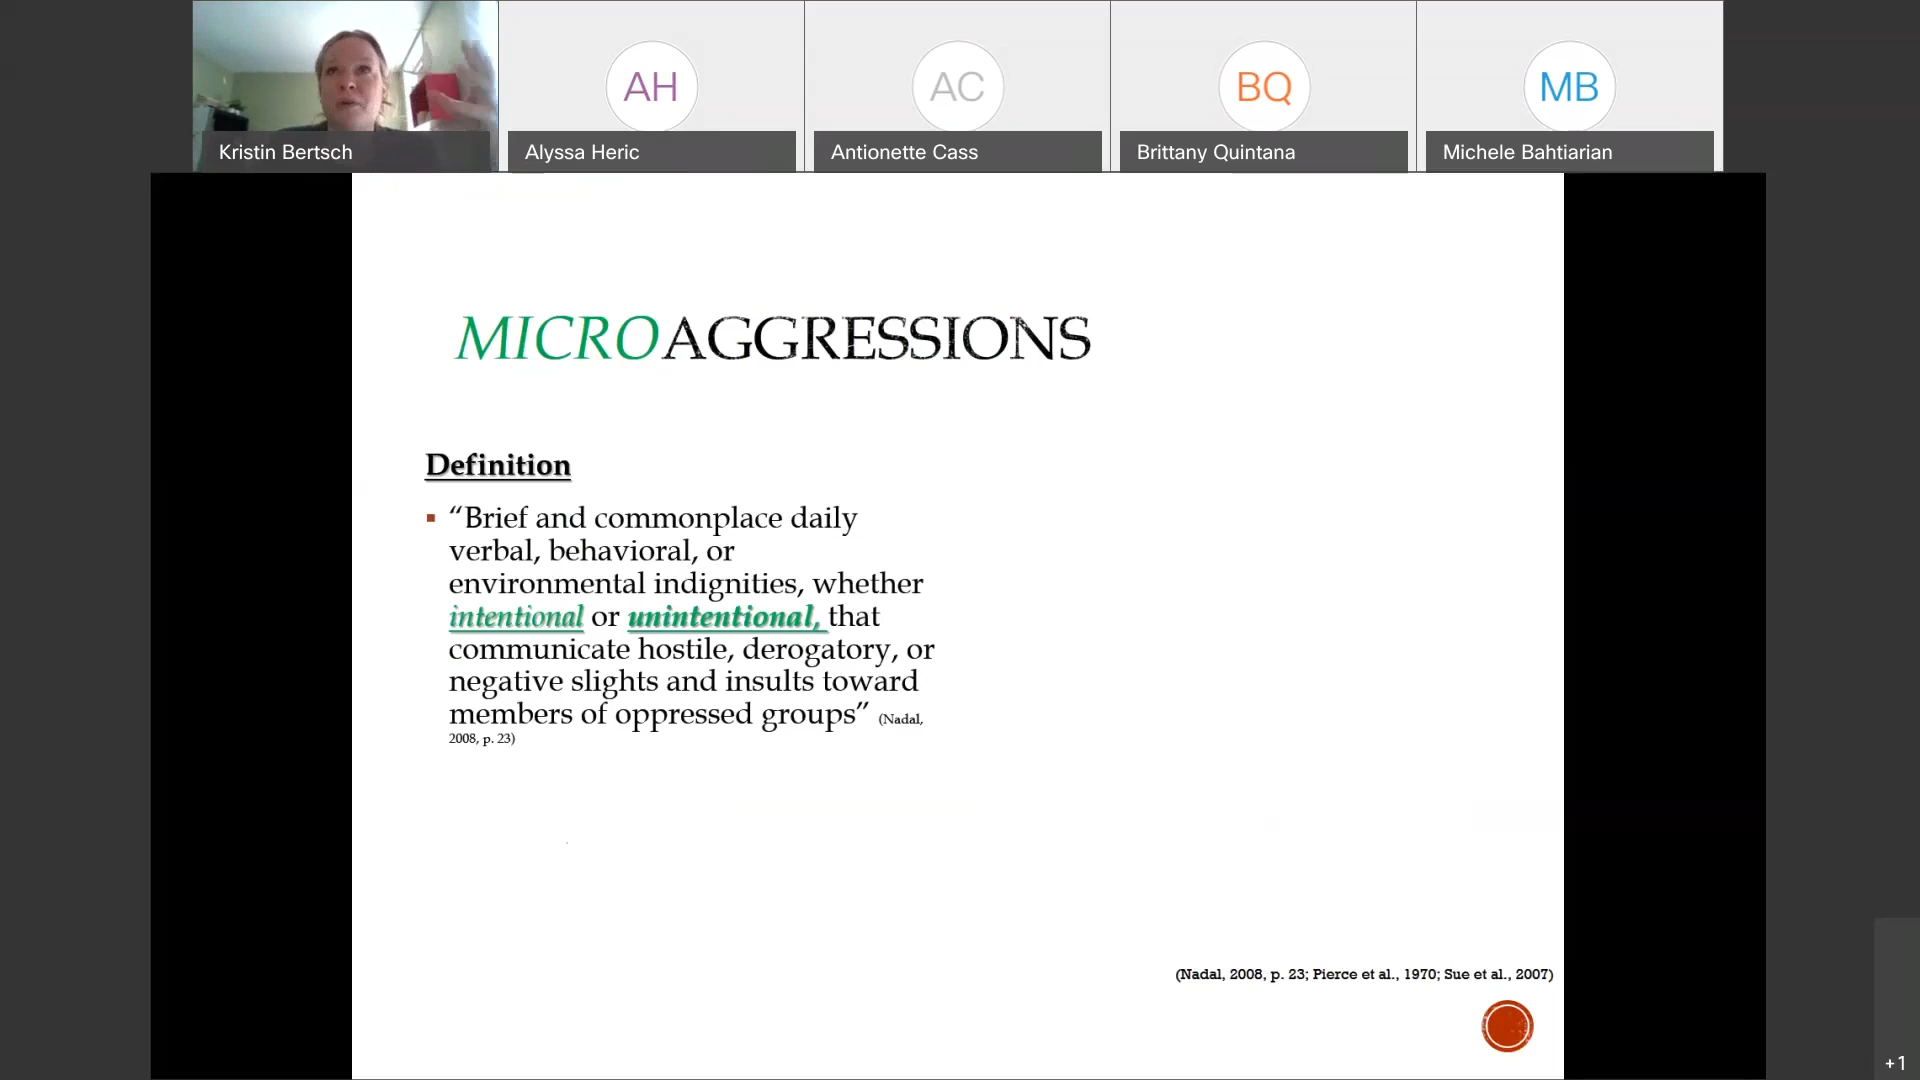 AH
AC
BQ
MB
Kristin Bertsch
Alyssa Heric
Antionette Cass
Brittany Quintana
Michele Bahtiarian
MICROAGGRESSIONS
Definition
▪ “Brief and commonplace daily
verbal, behavioral, or
environmental indignities, whether
intentional or unintentional, that
communicate hostile, derogatory, or
negative slights and insults toward
members of oppressed groups” (Nadal,
2008, p. 23)
(Nadal, 2008, p. 23; Pierce et al., 1970; Sue et al., 2007)
+1